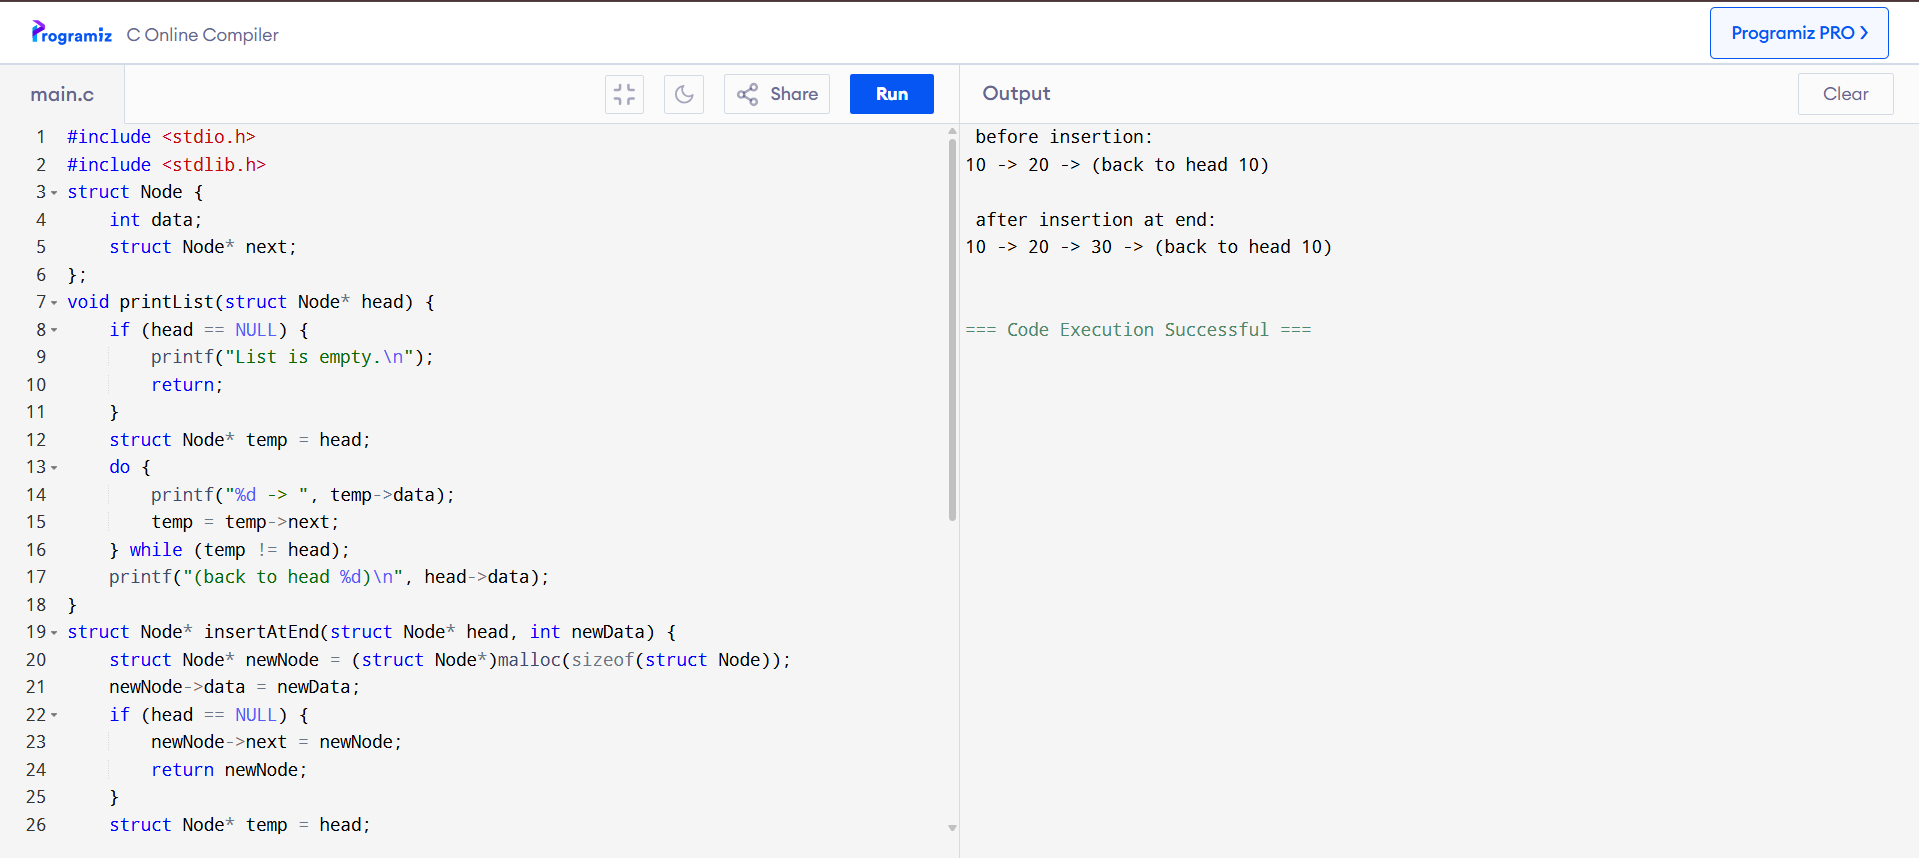 Programiz C Online Compiler
Programiz PRO
main.c
Share
Run
Output
Clear
1 #include <stdio.h>
2 #include <stdlib.h>
3 struct Node {
4     int data;
5     struct Node* next;
6 };
7 void printList(struct Node* head) {
8     if (head == NULL) {
9         printf("List is empty.\n");
10         return;
11     }
12     struct Node* temp = head;
13     do {
14         printf("%d -> ", temp->data);
15         temp = temp->next;
16     } while (temp != head);
17     printf("(back to head %d)\n", head->data);
18 }
19 struct Node* insertAtEnd(struct Node* head, int newData) {
20     struct Node* newNode = (struct Node*)malloc(sizeof(struct Node));
21     newNode->data = newData;
22     if (head == NULL) {
23         newNode->next = newNode;
24         return newNode;
25     }
26     struct Node* temp = head;
before insertion:
10 -> 20 -> (back to head 10)
after insertion at end:
10 -> 20 -> 30 -> (back to head 10)
=== Code Execution Successful ===